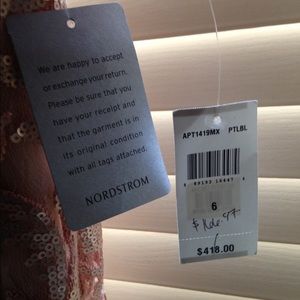 We are happy to accept
or exchange your return.
Please be sure that you
have your receipt and
that the garment is in
its original condition
with all tags attached.
NORDSTROM
APT1419MX PTLBL
6
$418.00